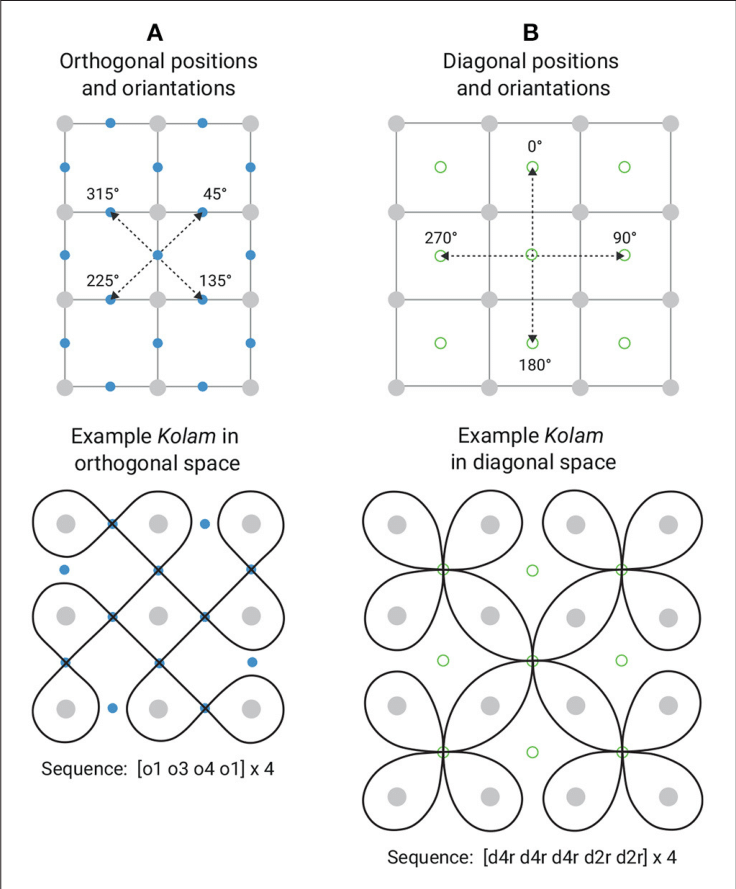 A
Orthogonal positions
and oriantations
315°
45°
225°
135°
Example Kolam in
orthogonal space
Sequence: [o1 o3 o4 o1] x 4
B
Diagonal positions
and oriantations
0°
270°
90°
180°
Example Kolam
in diagonal space
Sequence: [d4r d4r d4r d2r d2r] x 4